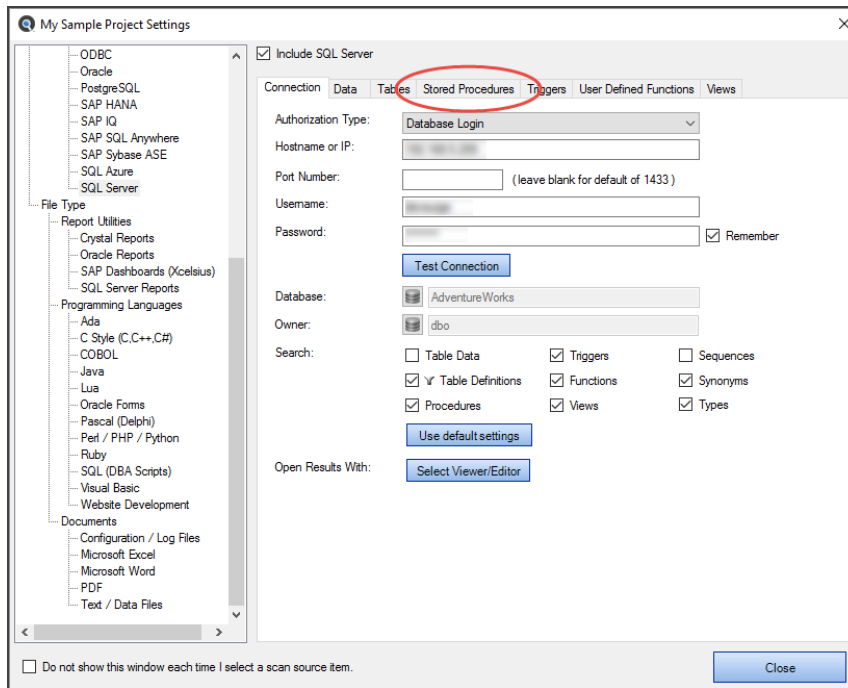 My Sample Project Settings
ODBC
Oracle
PostgreSQL
SAP HANA
SAP IQ
SAP SQL Anywhere
SAP Sybase ASE
SQL Azure
SQL Server
File Type
Report Utilities
Crystal Reports
Oracle Reports
SAP Dashboards (Xcelsius)
SQL Server Reports
Programming Languages
Ada
C Style (C,C++,C#)
COBOL
Java
Lua
Oracle Forms
Pascal (Delphi)
Perl / PHP / Python
Ruby
SQL (DBA Scripts)
Visual Basic
Website Development
Documents
Configuration / Log Files
Microsoft Excel
Microsoft Word
PDF
Text / Data Files
Include SQL Server
Connection Data Tables Stored Procedures Triggers User Defined Functions Views
Authorization Type: Database Login
Hostname or IP:
Port Number: (leave blank for default of 1433 )
Username:
Password: Remember
Test Connection
Database: AdventureWorks
Owner: dbo
Search: Table Data Triggers Sequences
Table Definitions Functions Synonyms
Procedures Views Types
Use default settings
Open Results With: Select Viewer/Editor
Do not show this window each time I select a scan source item.
Close